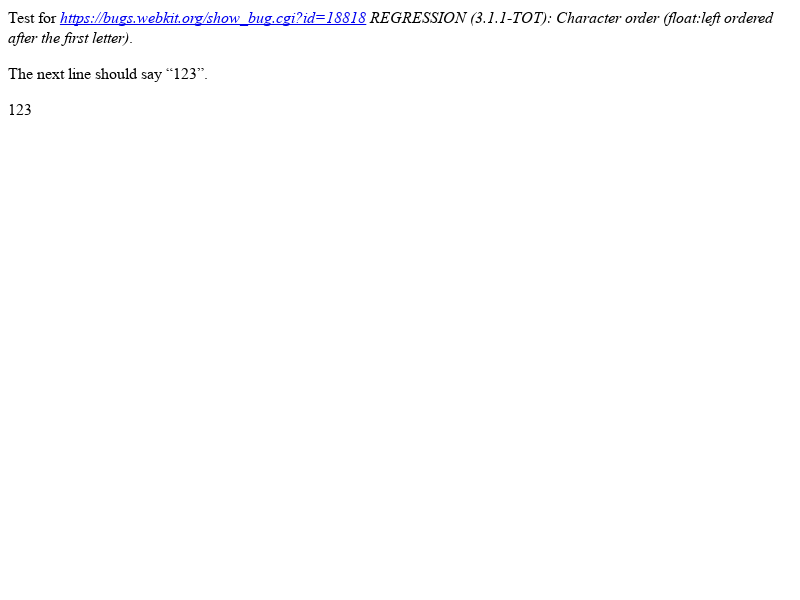 Test for https://bugs.webkit.org/show_bug.cgi?id=18818 REGRESSION (3.1.1-TOT): Character order (float:left ordered
after the first letter).
The next line should say “123”.
123